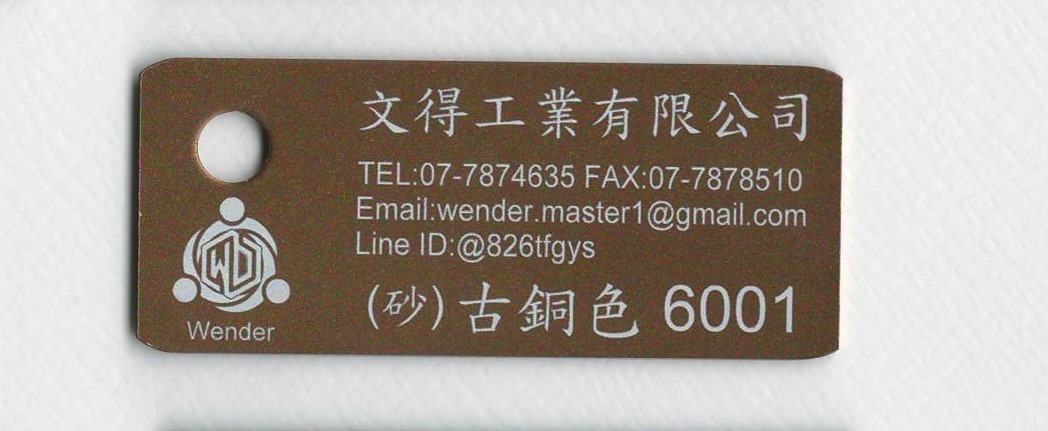 文得工業有限公司
TEL:07-7874635 FAX:07-7878510
Email:wender.master1@gmail.com
Line ID:@826tfgys
WD
Wender
(砂)古銅色 6001